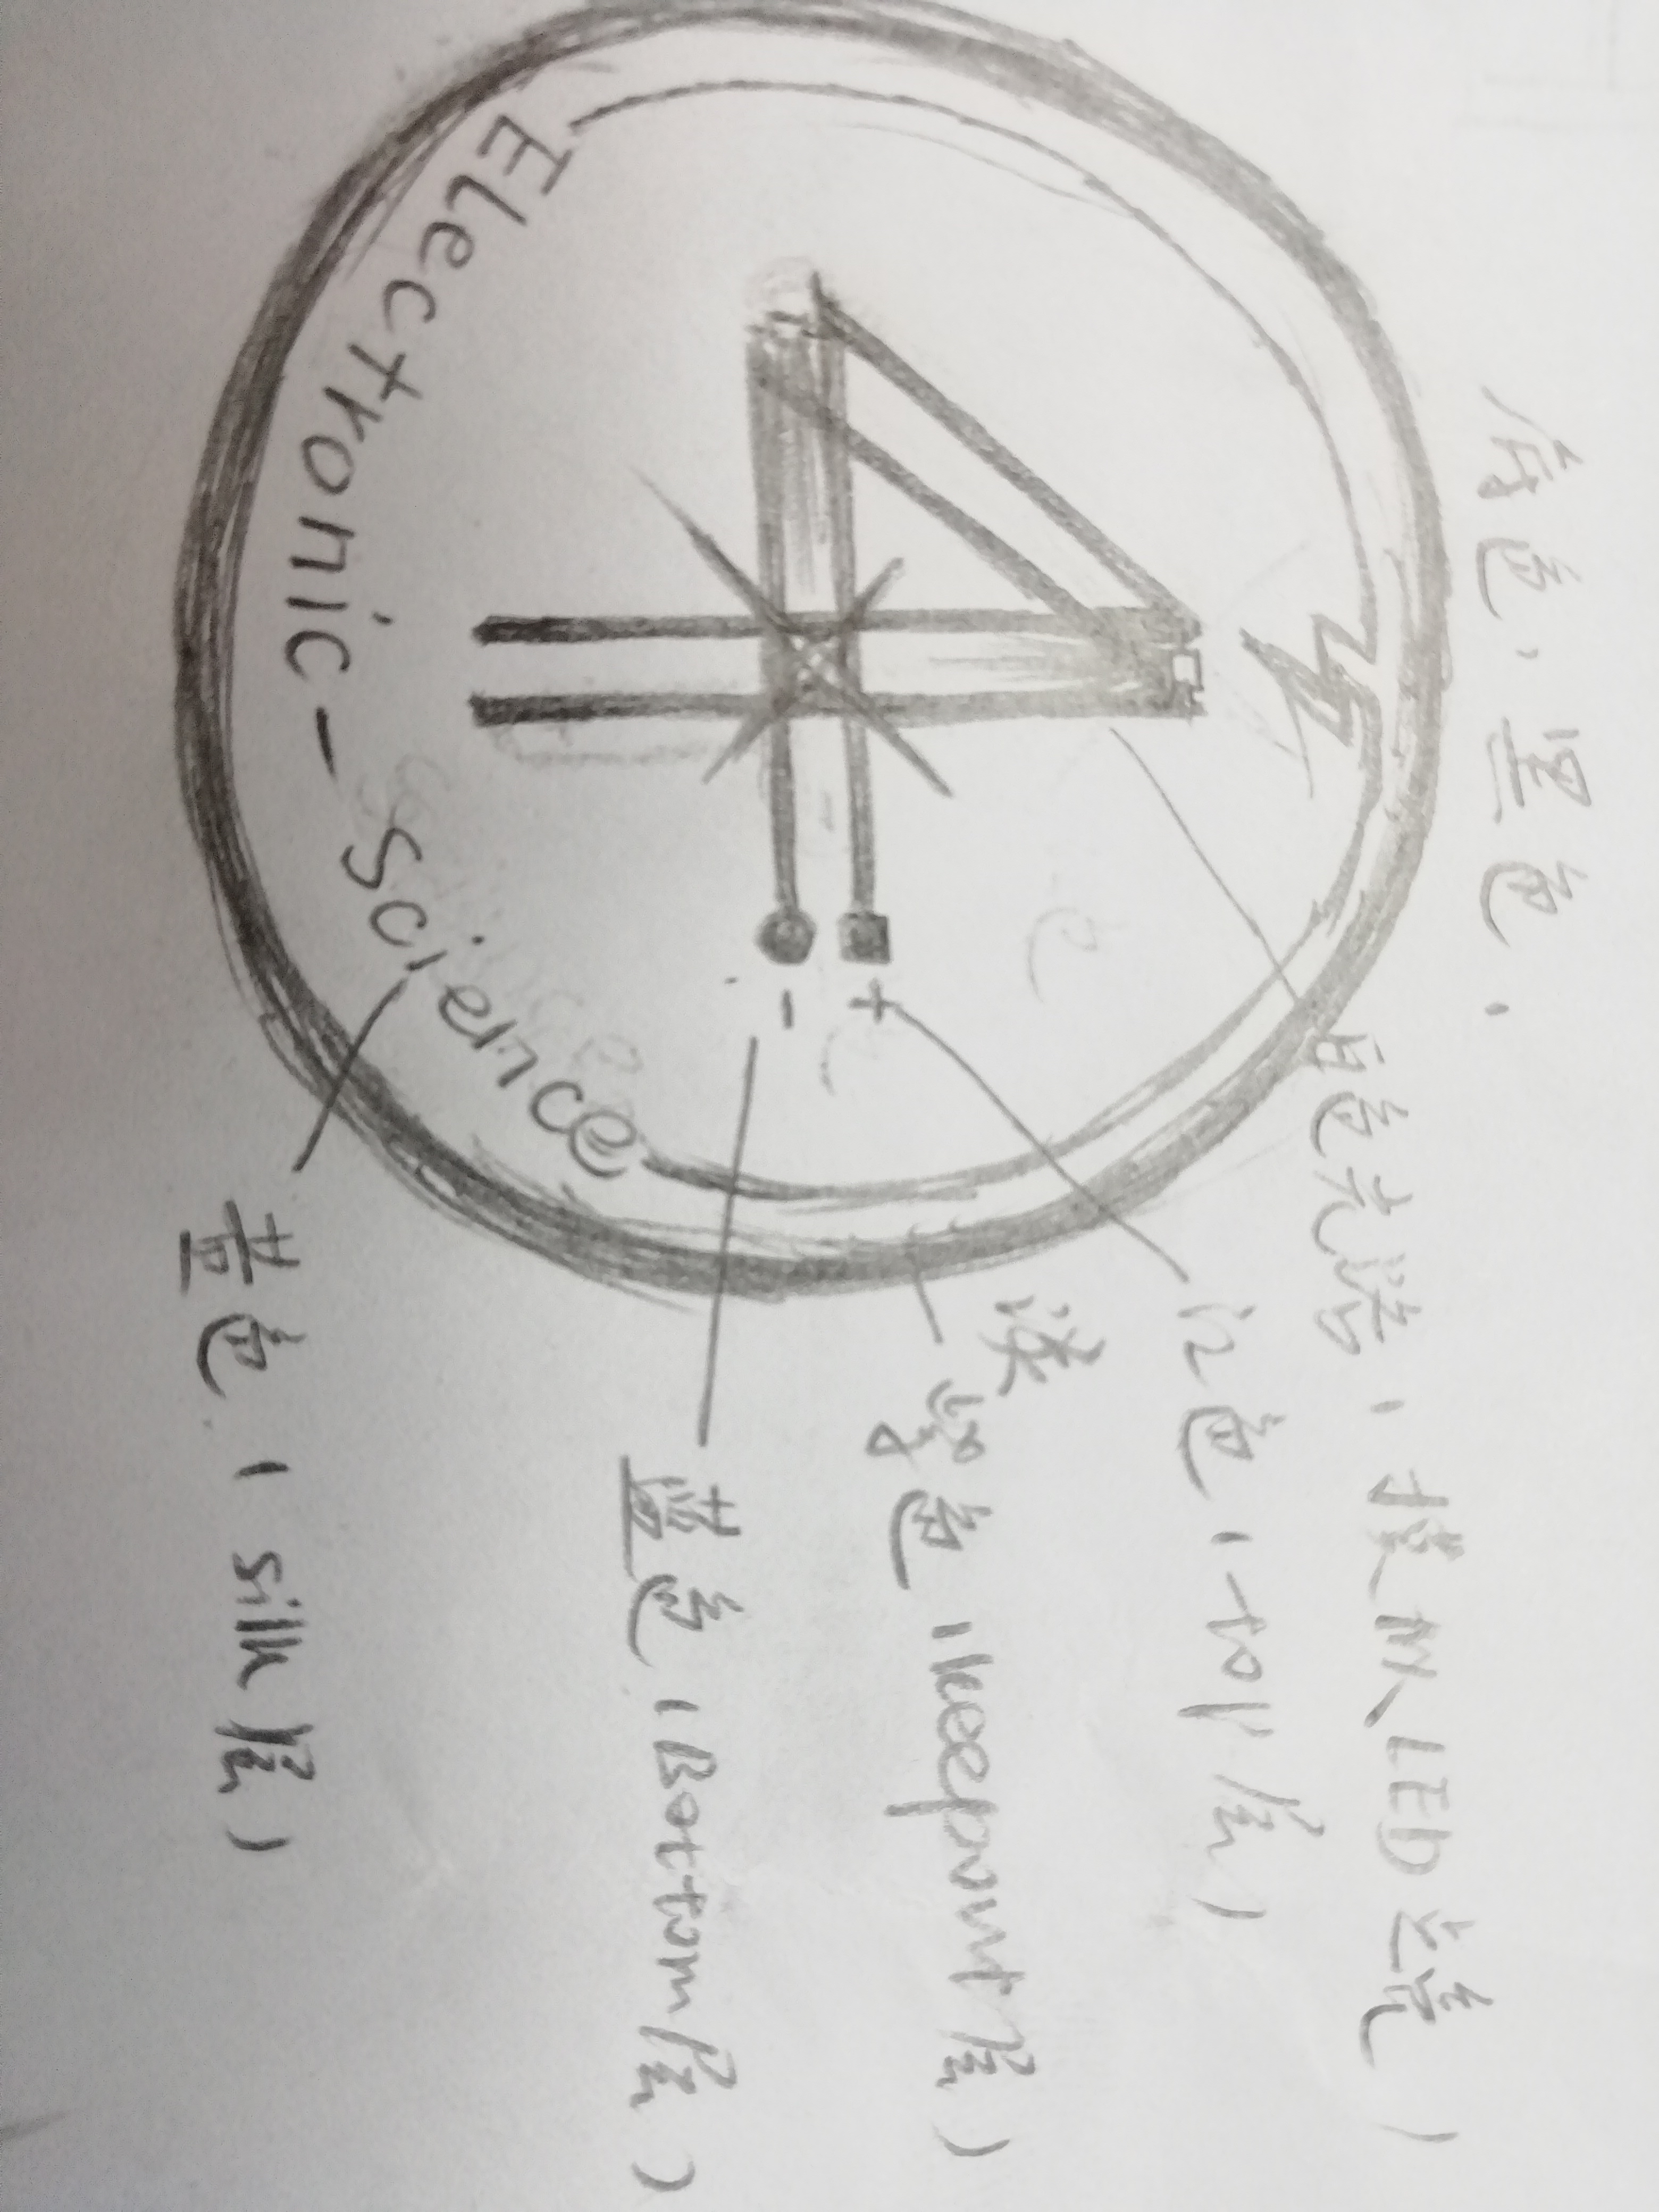 底色，黑色．
白色光路（摸拟LED点亮）
红色（top层）
淡
紫色（keepout层）
4
+
-
蓝色（Bottom层）
Electronic-Science
黄色．（silk层）